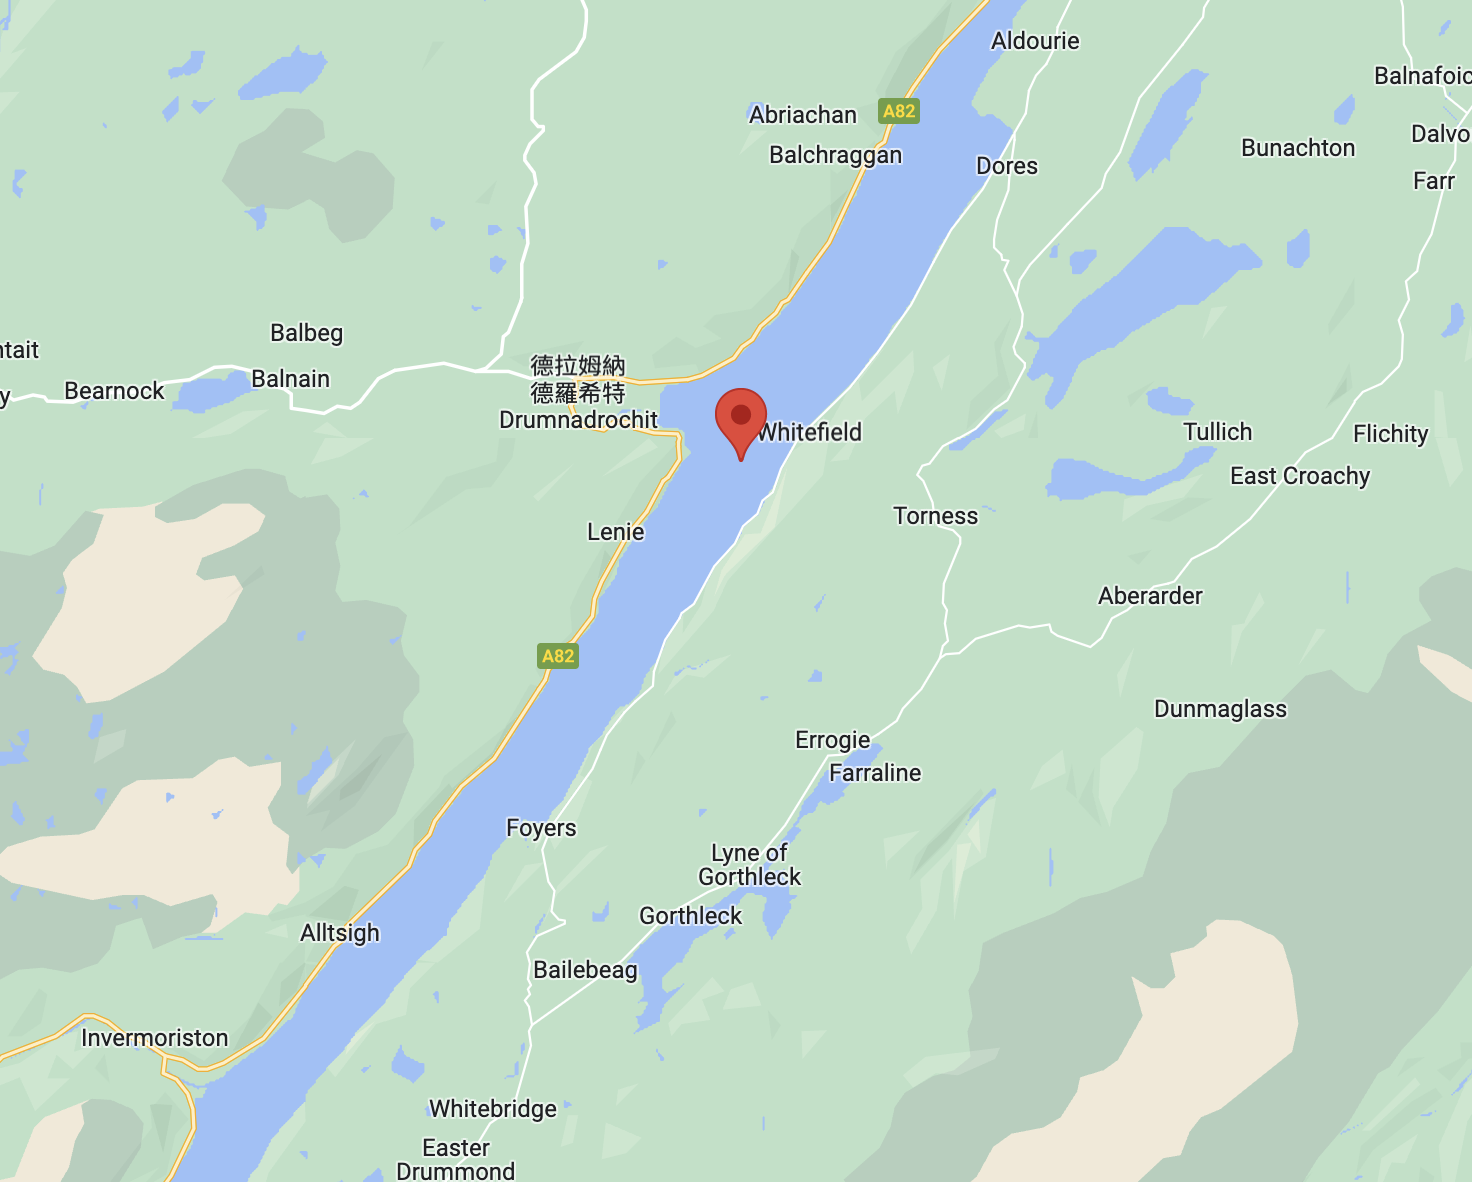 Aldourie
Balnafoic
Abriachan
A82
Dalvo
Bunachton
Balchraggan
Dores
Farr
Balbeg
ntait
德拉姆納
德羅希特
Drumnadrochit
Balnain
Bearnock
y
Whitefield
Tullich
Flichity
East Croachy
Torness
Lenie
Aberarder
A82
Dunmaglass
Errogie
Farraline
Foyers
Lyne of
Gorthleck
Gorthleck
Alltsigh
Bailebeag
Invermoriston
Whitebridge
Easter
Drummond